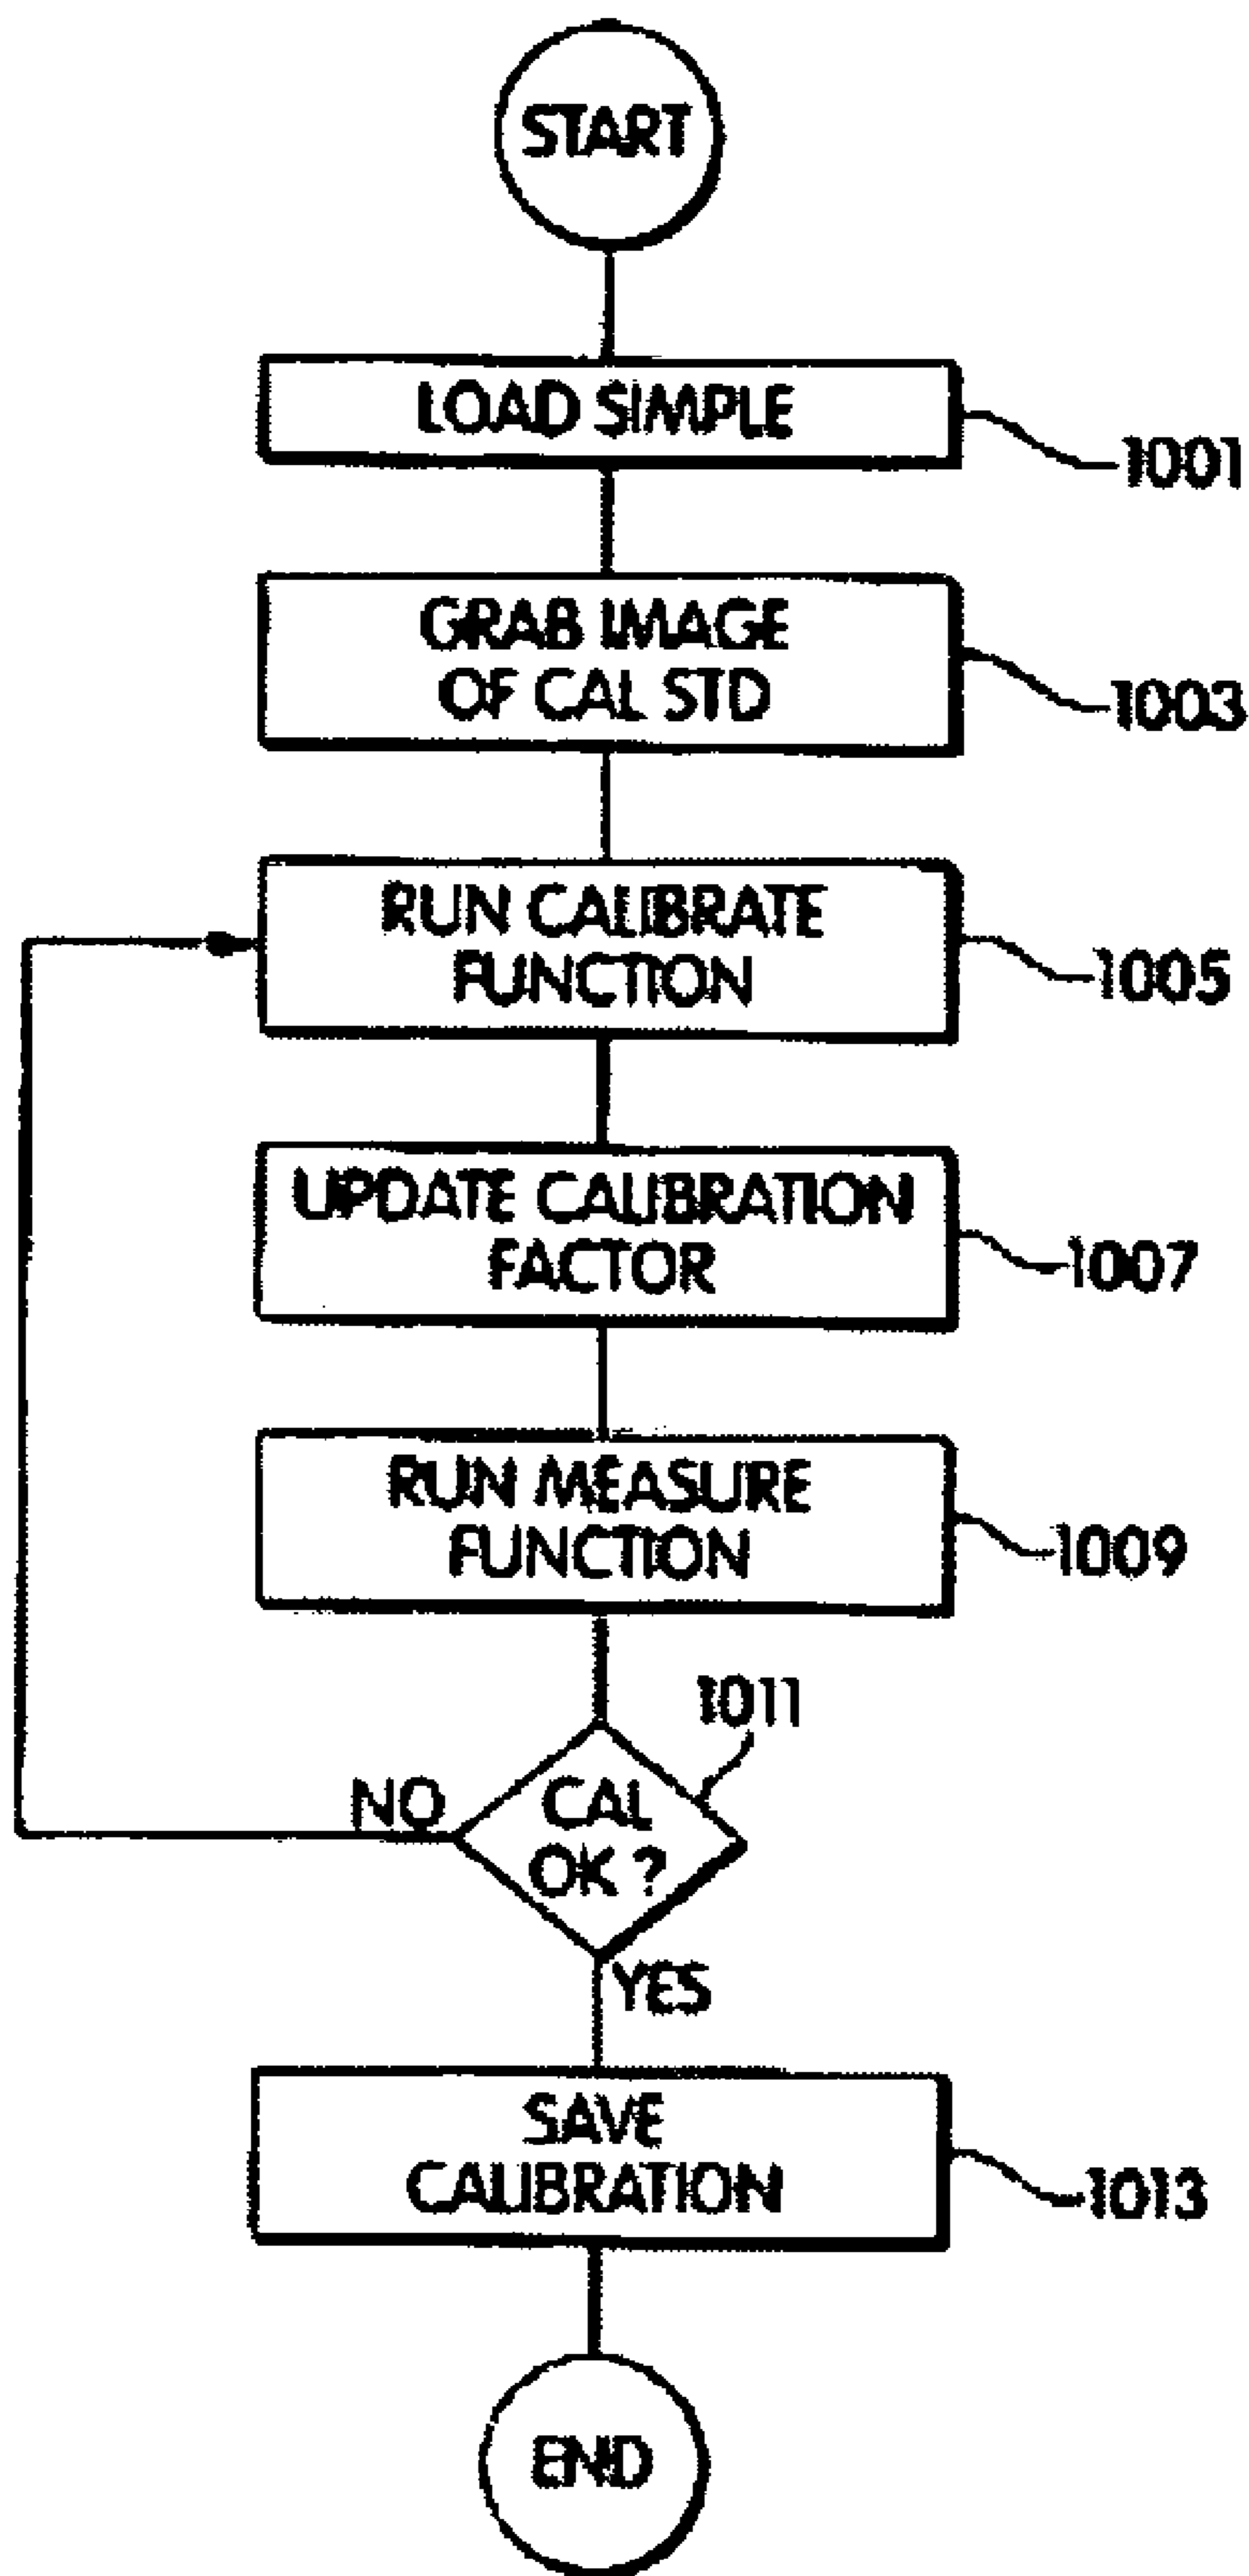 START
LOAD SIMPLE
1001
GRAB IMAGE
OF CAL STD
1003
RUN CALIBRATE
FUNCTION
1005
UPDATE CALIBRATION
FACTOR
1007
RUN MEASURE
FUNCTION
1009
1011
NO
CAL
OK ?
YES
SAVE
CALIBRATION
1013
END